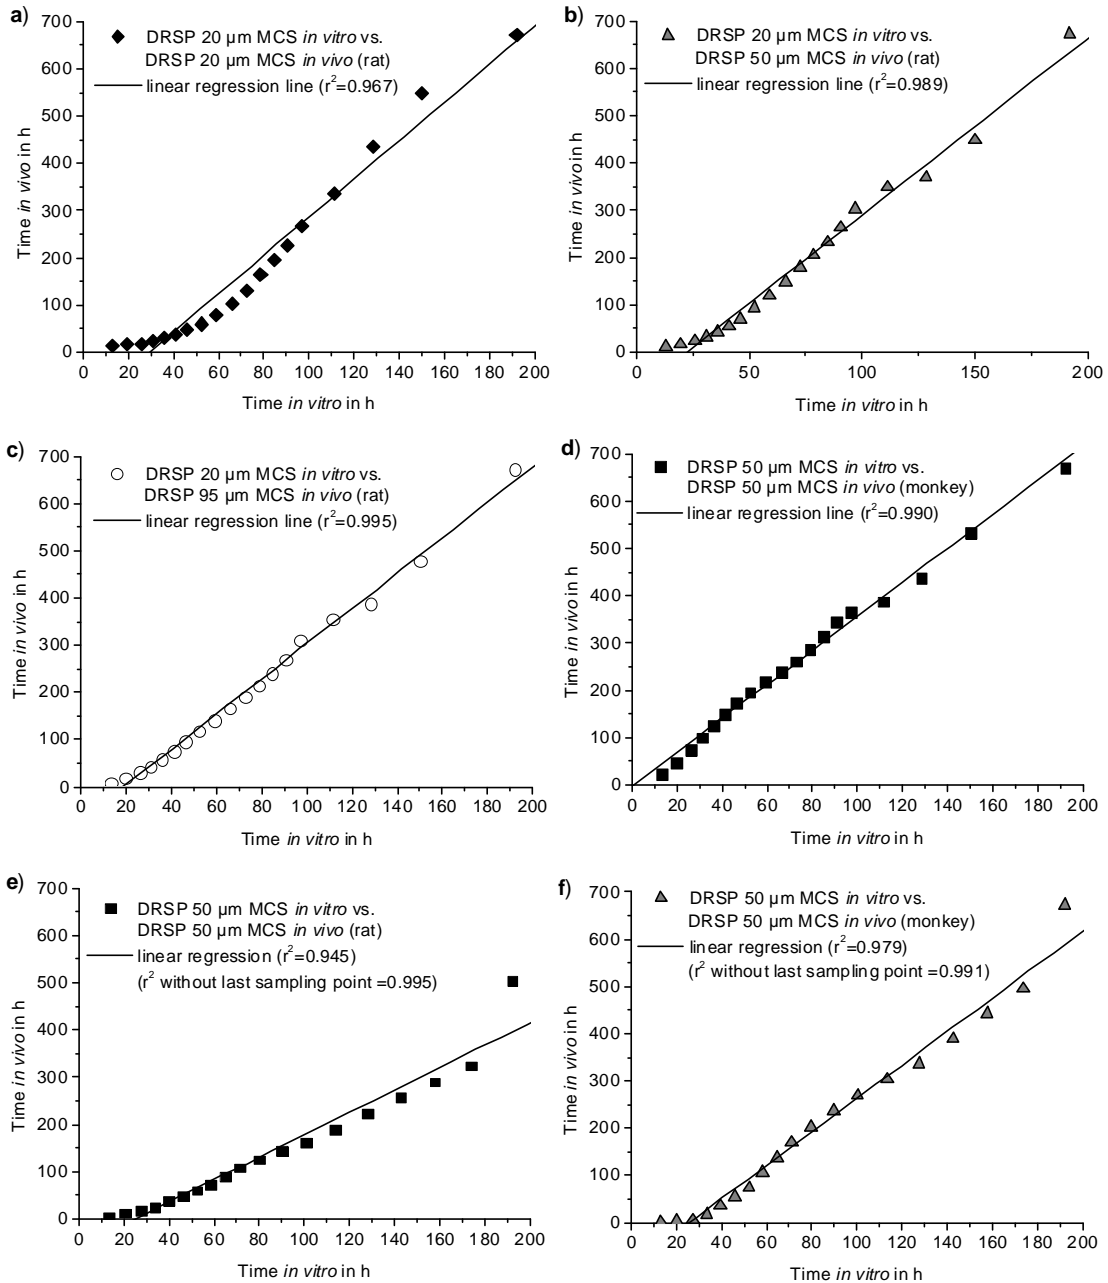 a)
700
600
500
400
300
200
100
0
Time in vivo in h
DRSP 20 µm MCS in vitro vs.
DRSP 20 µm MCS in vivo (rat)
linear regression line (r²=0.967)
0 20 40 60 80 100 120 140 160 180 200
Time in vitro in h
b)
700
600
500
400
300
200
100
0
Time in vivo in h
DRSP 20 µm MCS in vitro vs.
DRSP 50 µm MCS in vivo (rat)
linear regression line (r²=0.989)
0 50 100 150 200
Time in vitro in h
c)
700
600
500
400
300
200
100
0
Time in vivo in h
DRSP 20 µm MCS in vitro vs.
DRSP 95 µm MCS in vivo (rat)
linear regression line (r²=0.995)
0 20 40 60 80 100 120 140 160 180 200
Time in vitro in h
d)
700
600
500
400
300
200
100
0
Time in vivo in h
DRSP 50 µm MCS in vitro vs.
DRSP 50 µm MCS in vivo (monkey)
linear regression line (r²=0.990)
0 20 40 60 80 100 120 140 160 180 200
Time in vitro in h
e)
700
600
500
400
300
200
100
0
Time in vivo in h
DRSP 50 µm MCS in vitro vs.
DRSP 50 µm MCS in vivo (rat)
linear regression (r²=0.945)
(r² without last sampling point =0.995)
0 20 40 60 80 100 120 140 160 180 200
Time in vitro in h
f)
700
600
500
400
300
200
100
0
Time in vivo in h
DRSP 50 µm MCS in vitro vs.
DRSP 50 µm MCS in vivo (monkey)
linear regression (r²=0.979)
(r² without last sampling point =0.991)
0 20 40 60 80 100 120 140 160 180 200
Time in vitro in h